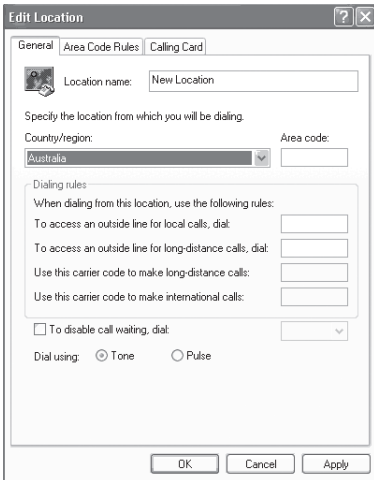 Edit Location
General Area Code Rules Calling Card
Location name: New Location
Specify the location from which you will be dialing.
Country/region: Area code:
Australia
Dialing rules
When dialing from this location, use the following rules:
To access an outside line for local calls, dial:
To access an outside line for long-distance calls, dial:
Use this carrier code to make long-distance calls:
Use this carrier code to make international calls:
To disable call waiting, dial:
Dial using: Tone Pulse
OK Cancel Apply